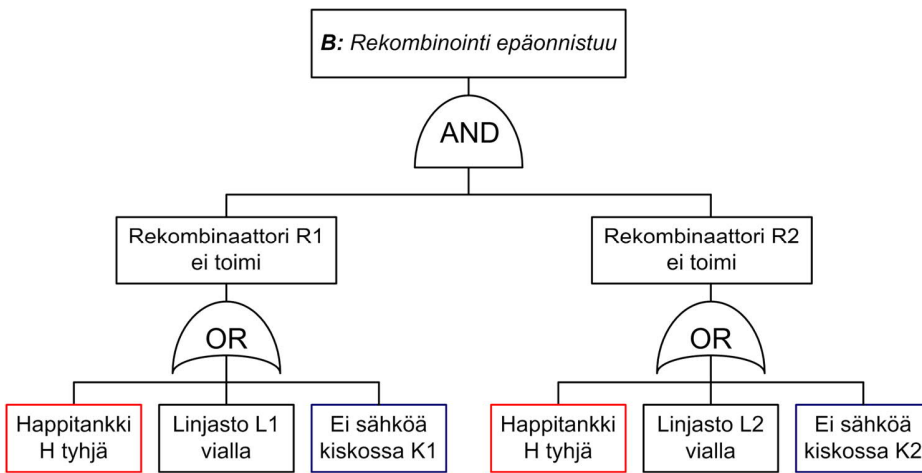 B: Rekombinointi epäonnistuu
AND
Rekombinaattori R1
ei toimi
Rekombinaattori R2
ei toimi
OR
OR
Happitankki
H tyhjä
Linjasto L1
vialla
Ei sähköä
kiskossa K1
Happitankki
H tyhjä
Linjasto L2
vialla
Ei sähköä
kiskossa K2